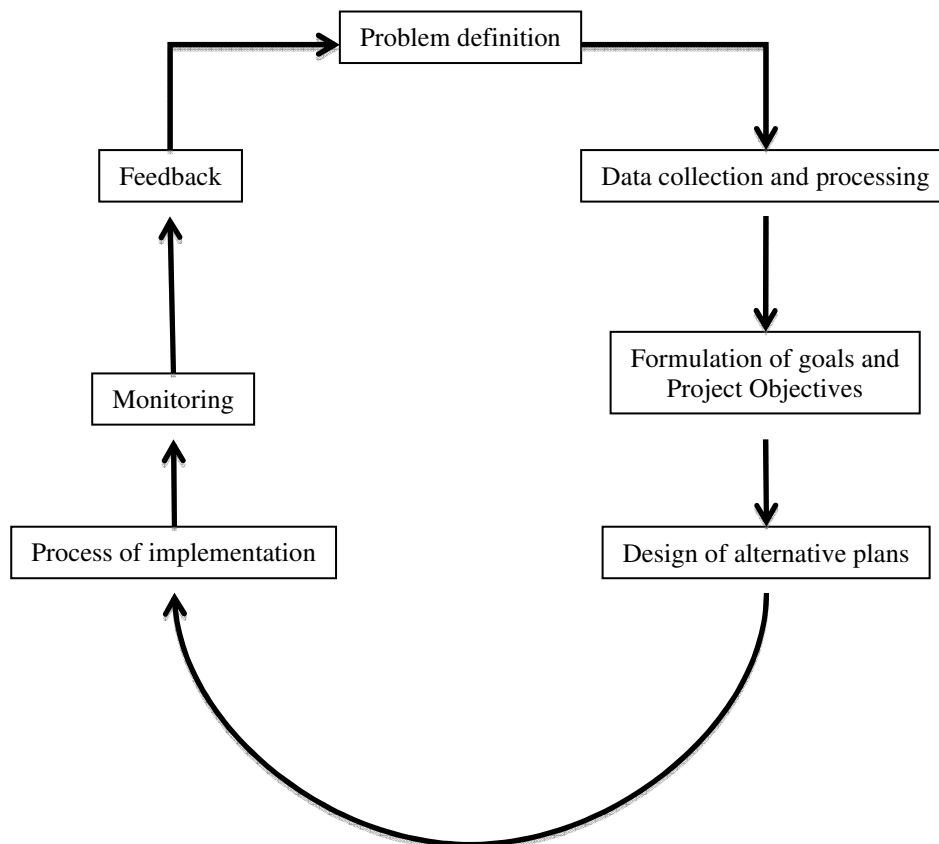 Problem definition
Feedback
Data collection and processing
Formulation of goals and
Project Objectives
Monitoring
Process of implementation
Design of alternative plans